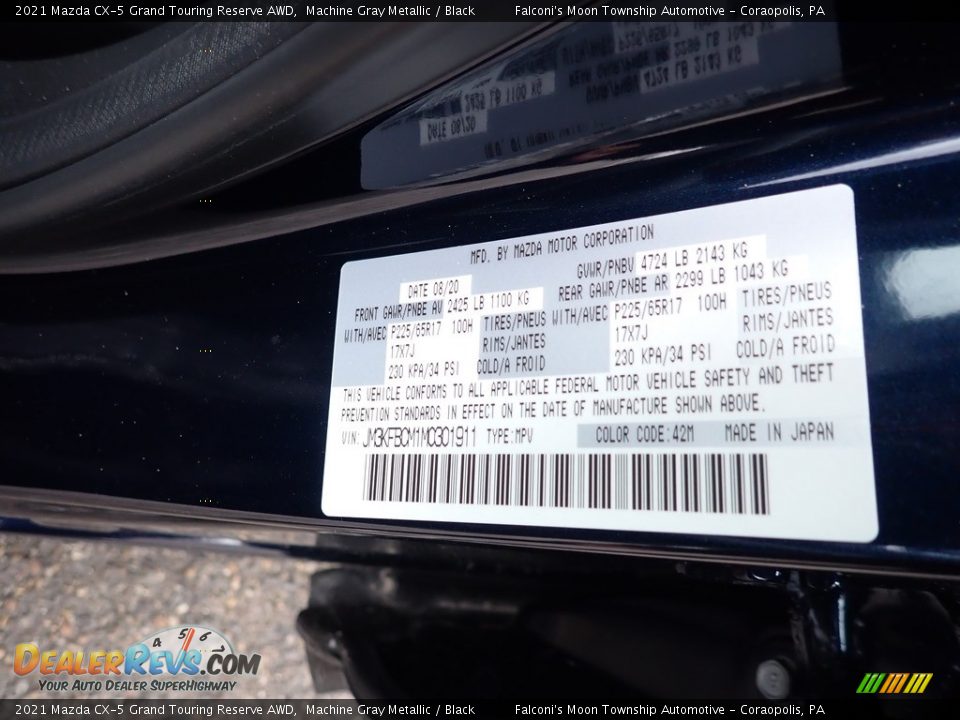 2021 Mazda CX-5 Grand Touring Reserve AWD,  Machine Gray Metallic / Black          Falconi's Moon Township Automotive - Coraopolis, PA
MFD. BY MAZDA MOTOR CORPORATION
DATE 08/20 GVWR/PNBV 4724 LB 2143 KG
FRONT GAWR/PNBE AV 2425 LB 1100 KG REAR GAWR/PNBE AR 2299 LB 1043 KG
WITH/AVEC P225/65R17 100H TIRES/PNEUS WITH/AVEC P225/65R17 100H TIRES/PNEUS
17X7J RIMS/JANTES 17X7J RIMS/JANTES
230 KPA/34 PSI COLD/A FROID 230 KPA/34 PSI COLD/A FROID
THIS VEHICLE CONFORMS TO ALL APPLICABLE FEDERAL MOTOR VEHICLE SAFETY AND THEFT
PREVENTION STANDARDS IN EFFECT ON THE DATE OF MANUFACTURE SHOWN ABOVE.
VIN: JM3KFBCM1M0301911 TYPE:MPV COLOR CODE:42M MADE IN JAPAN
4 5 6
DEALERREVS.COM
YOUR AUTO DEALER SUPERHIGHWAY
2021 Mazda CX-5 Grand Touring Reserve AWD,  Machine Gray Metallic / Black          Falconi's Moon Township Automotive - Coraopolis, PA